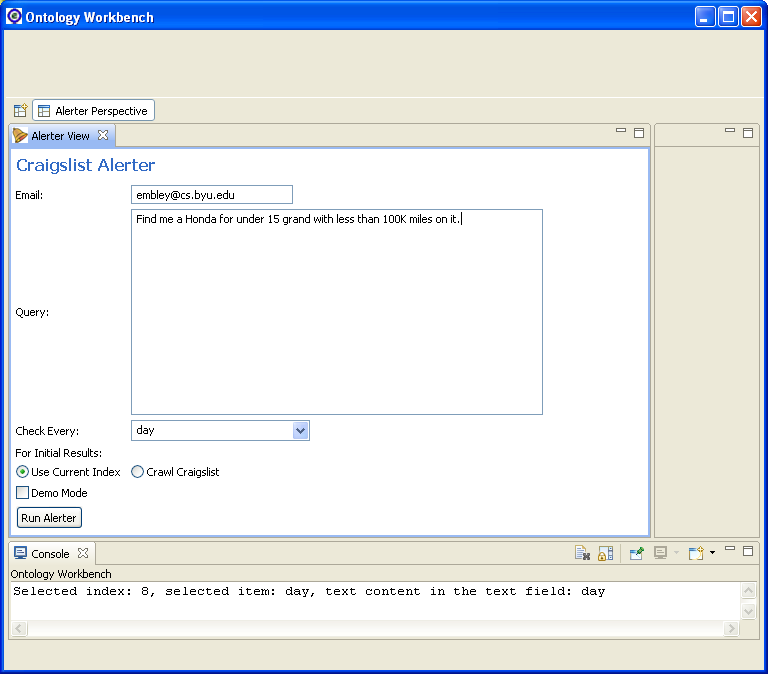 Ontology Workbench
Alerter Perspective
Alerter View
Craigslist Alerter
Email: embley@cs.byu.edu
Find me a Honda for under 15 grand with less than 100K miles on it.
Query:
Check Every: day
For Initial Results:
Use Current Index Crawl Craigslist
Demo Mode
Run Alerter
Console
Ontology Workbench
Selected index: 8, selected item: day, text content in the text field: day